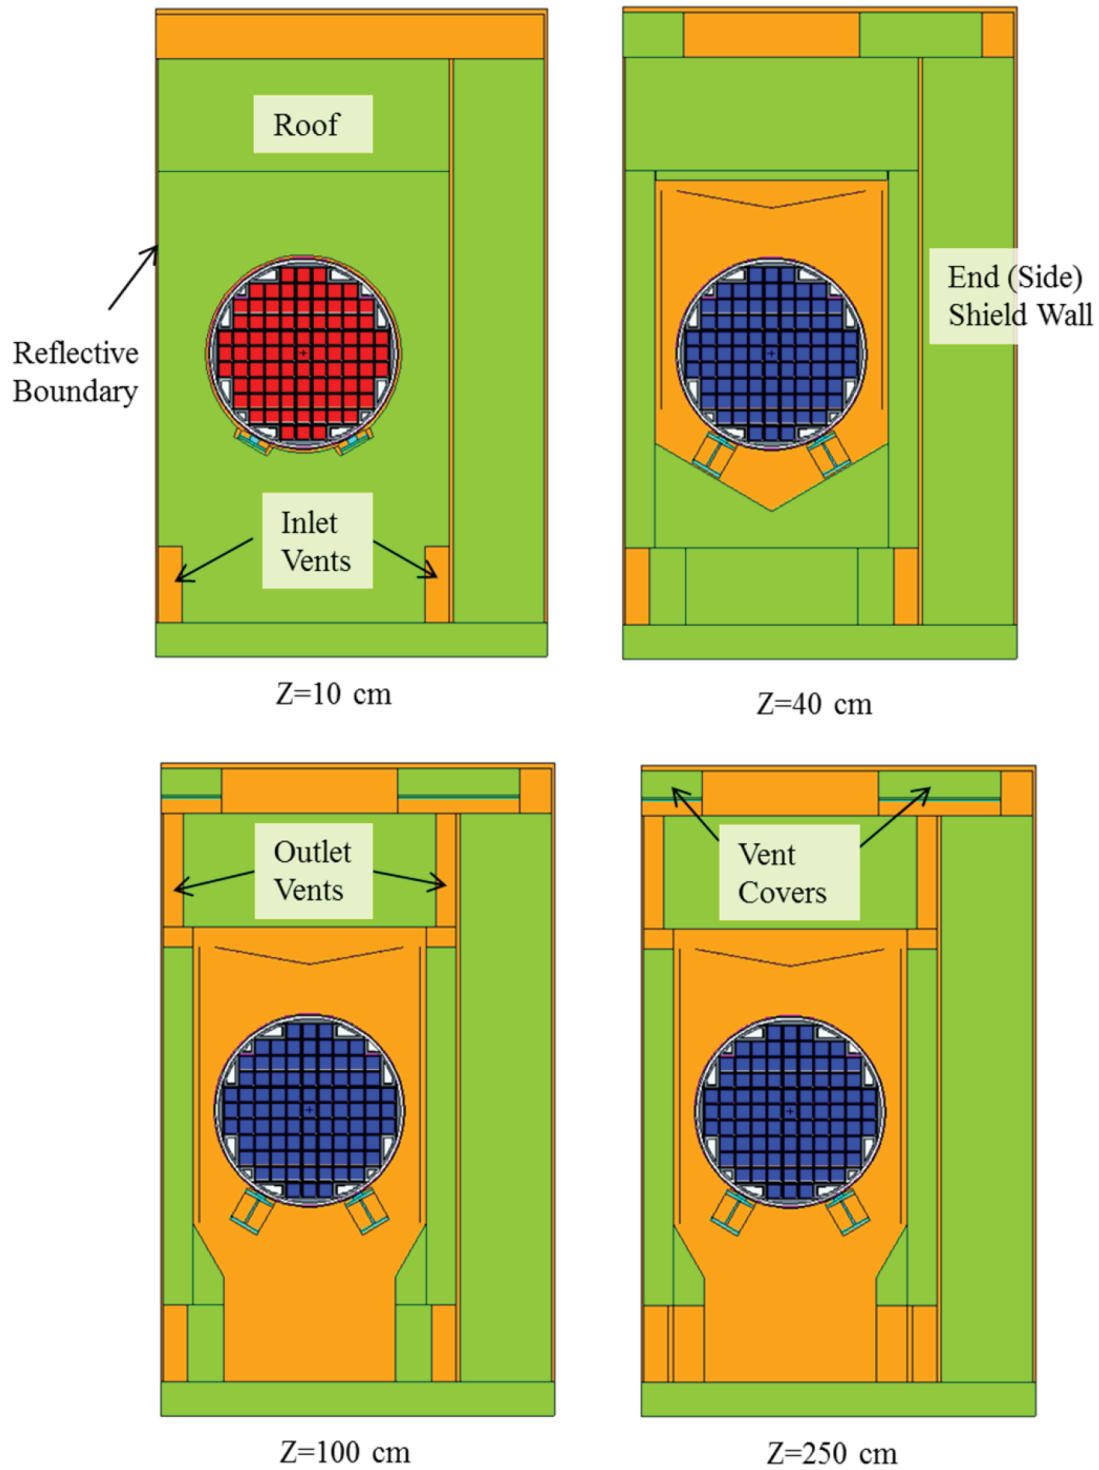 Roof
Reflective
Boundary
Inlet
Vents
Z=10 cm
End (Side)
Shield Wall
Z=40 cm
Outlet
Vents
Z=100 cm
Vent
Covers
Z=250 cm